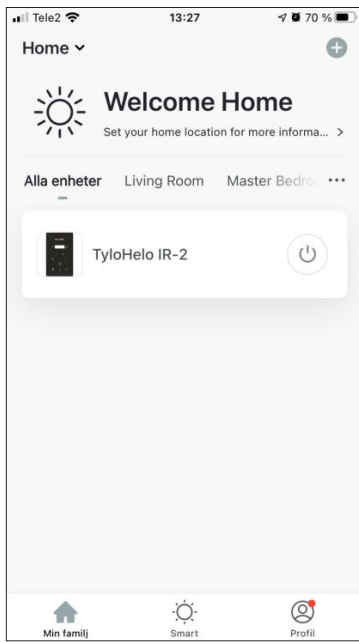 Tele2 13:27 70 %
Home
Welcome Home
Set your home location for more informa...
Alla enheter Living Room Master Bedro ...
TyloHelo IR-2
Min familj Smart Profil